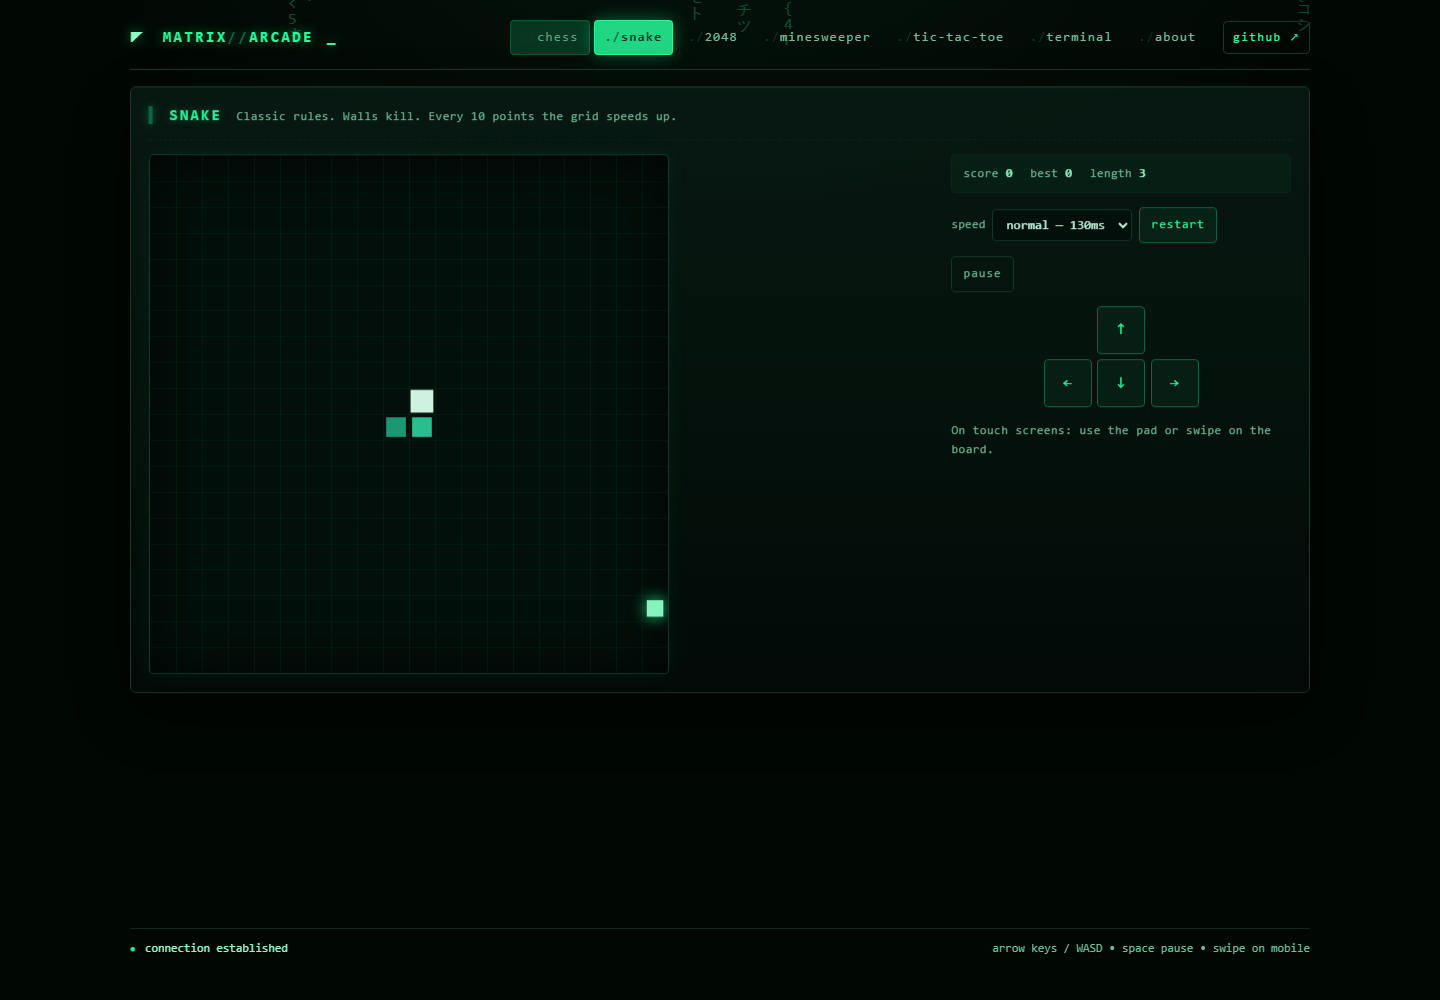 MATRIX//ARCADE _
chess
./snake
./2048
./minesweeper
./tic-tac-toe
./terminal
./about
github ↗
SNAKE Classic rules. Walls kill. Every 10 points the grid speeds up.
score 0 best 0 length 3
speed normal — 130ms restart
pause
↑
← ↓ →
On touch screens: use the pad or swipe on the
board.
● connection established
arrow keys / WASD • space pause • swipe on mobile